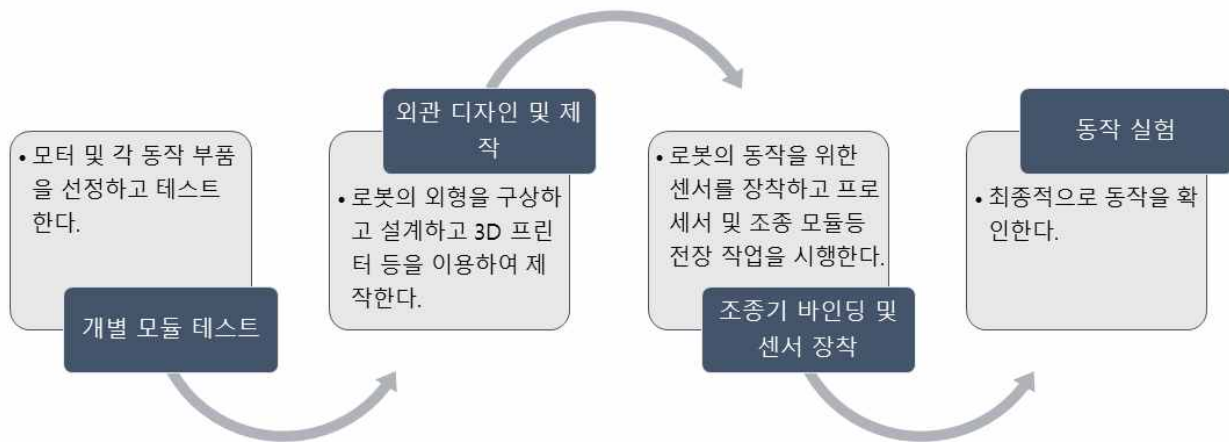 • 모터 및 각 동작 부품
을 선정하고 테스트
한다.
개별 모듈 테스트
외관 디자인 및 제
작
• 로봇의 외형을 구상하
고 설계하고 3D 프린
터 등을 이용하여 제
작한다.
• 로봇의 동작을 위한
센서를 장착하고 프로
세서 및 조종 모듈등
전장 작업을 시행한다.
조종기 바인딩 및
센서 장착
동작 실험
• 최종적으로 동작을 확
인한다.